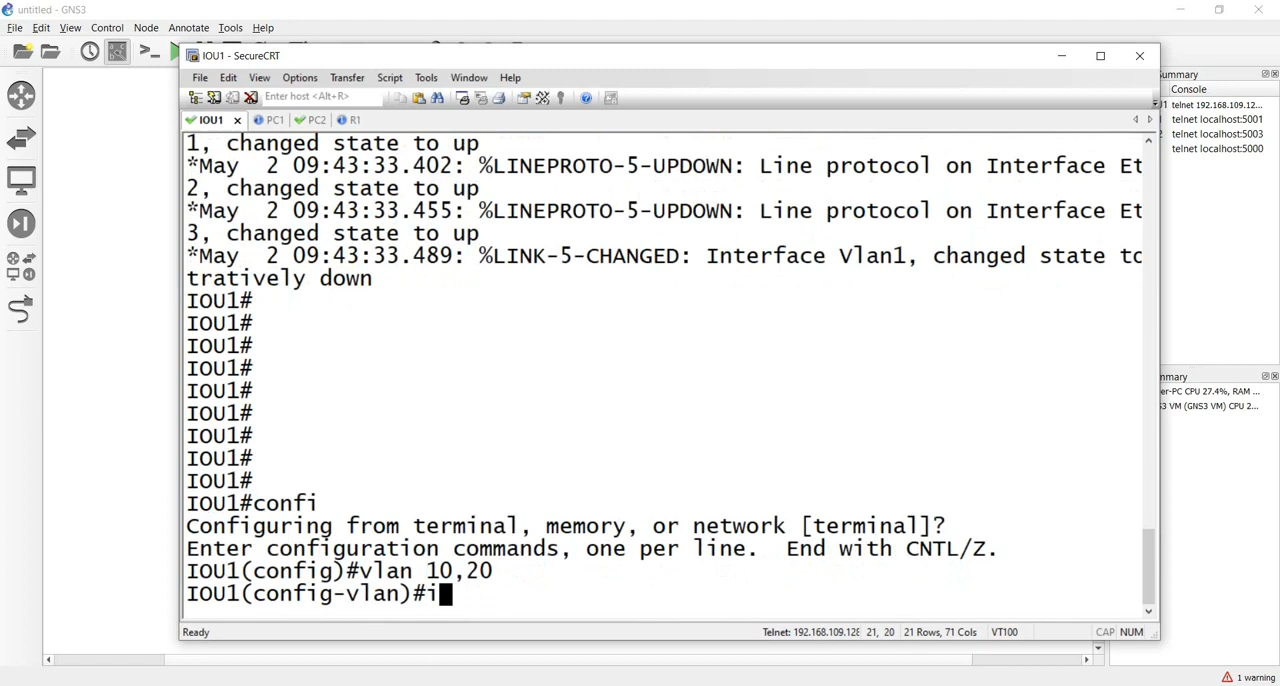 untitled - GNS3
File Edit View Control Node Annotate Tools Help
IOU1 - SecureCRT
File Edit View Options Transfer Script Tools Window Help
Enter host <Alt+R>
IOU1 PC1 PC2 R1
1, changed state to up
*May  2 09:43:33.402: %LINEPROTO-5-UPDOWN: Line protocol on Interface Et
2, changed state to up
*May  2 09:43:33.455: %LINEPROTO-5-UPDOWN: Line protocol on Interface Et
3, changed state to up
*May  2 09:43:33.489: %LINK-5-CHANGED: Interface Vlan1, changed state to
tratively down
IOU1#
IOU1#
IOU1#
IOU1#
IOU1#
IOU1#
IOU1#
IOU1#
IOU1#
IOU1#confi
Configuring from terminal, memory, or network [terminal]?
Enter configuration commands, one per line.  End with CNTL/Z.
IOU1(config)#vlan 10,20
IOU1(config-vlan)#i
Ready Telnet: 192.168.109.128 21, 20 21 Rows, 71 Cols VT100 CAP NUM
Summary
Console
telnet 192.168.109.12...
telnet localhost:5001
telnet localhost:5003
telnet localhost:5000
mmary
er-PC CPU 27.4%, RAM ...
S3 VM (GNS3 VM) CPU 2...
1 warning